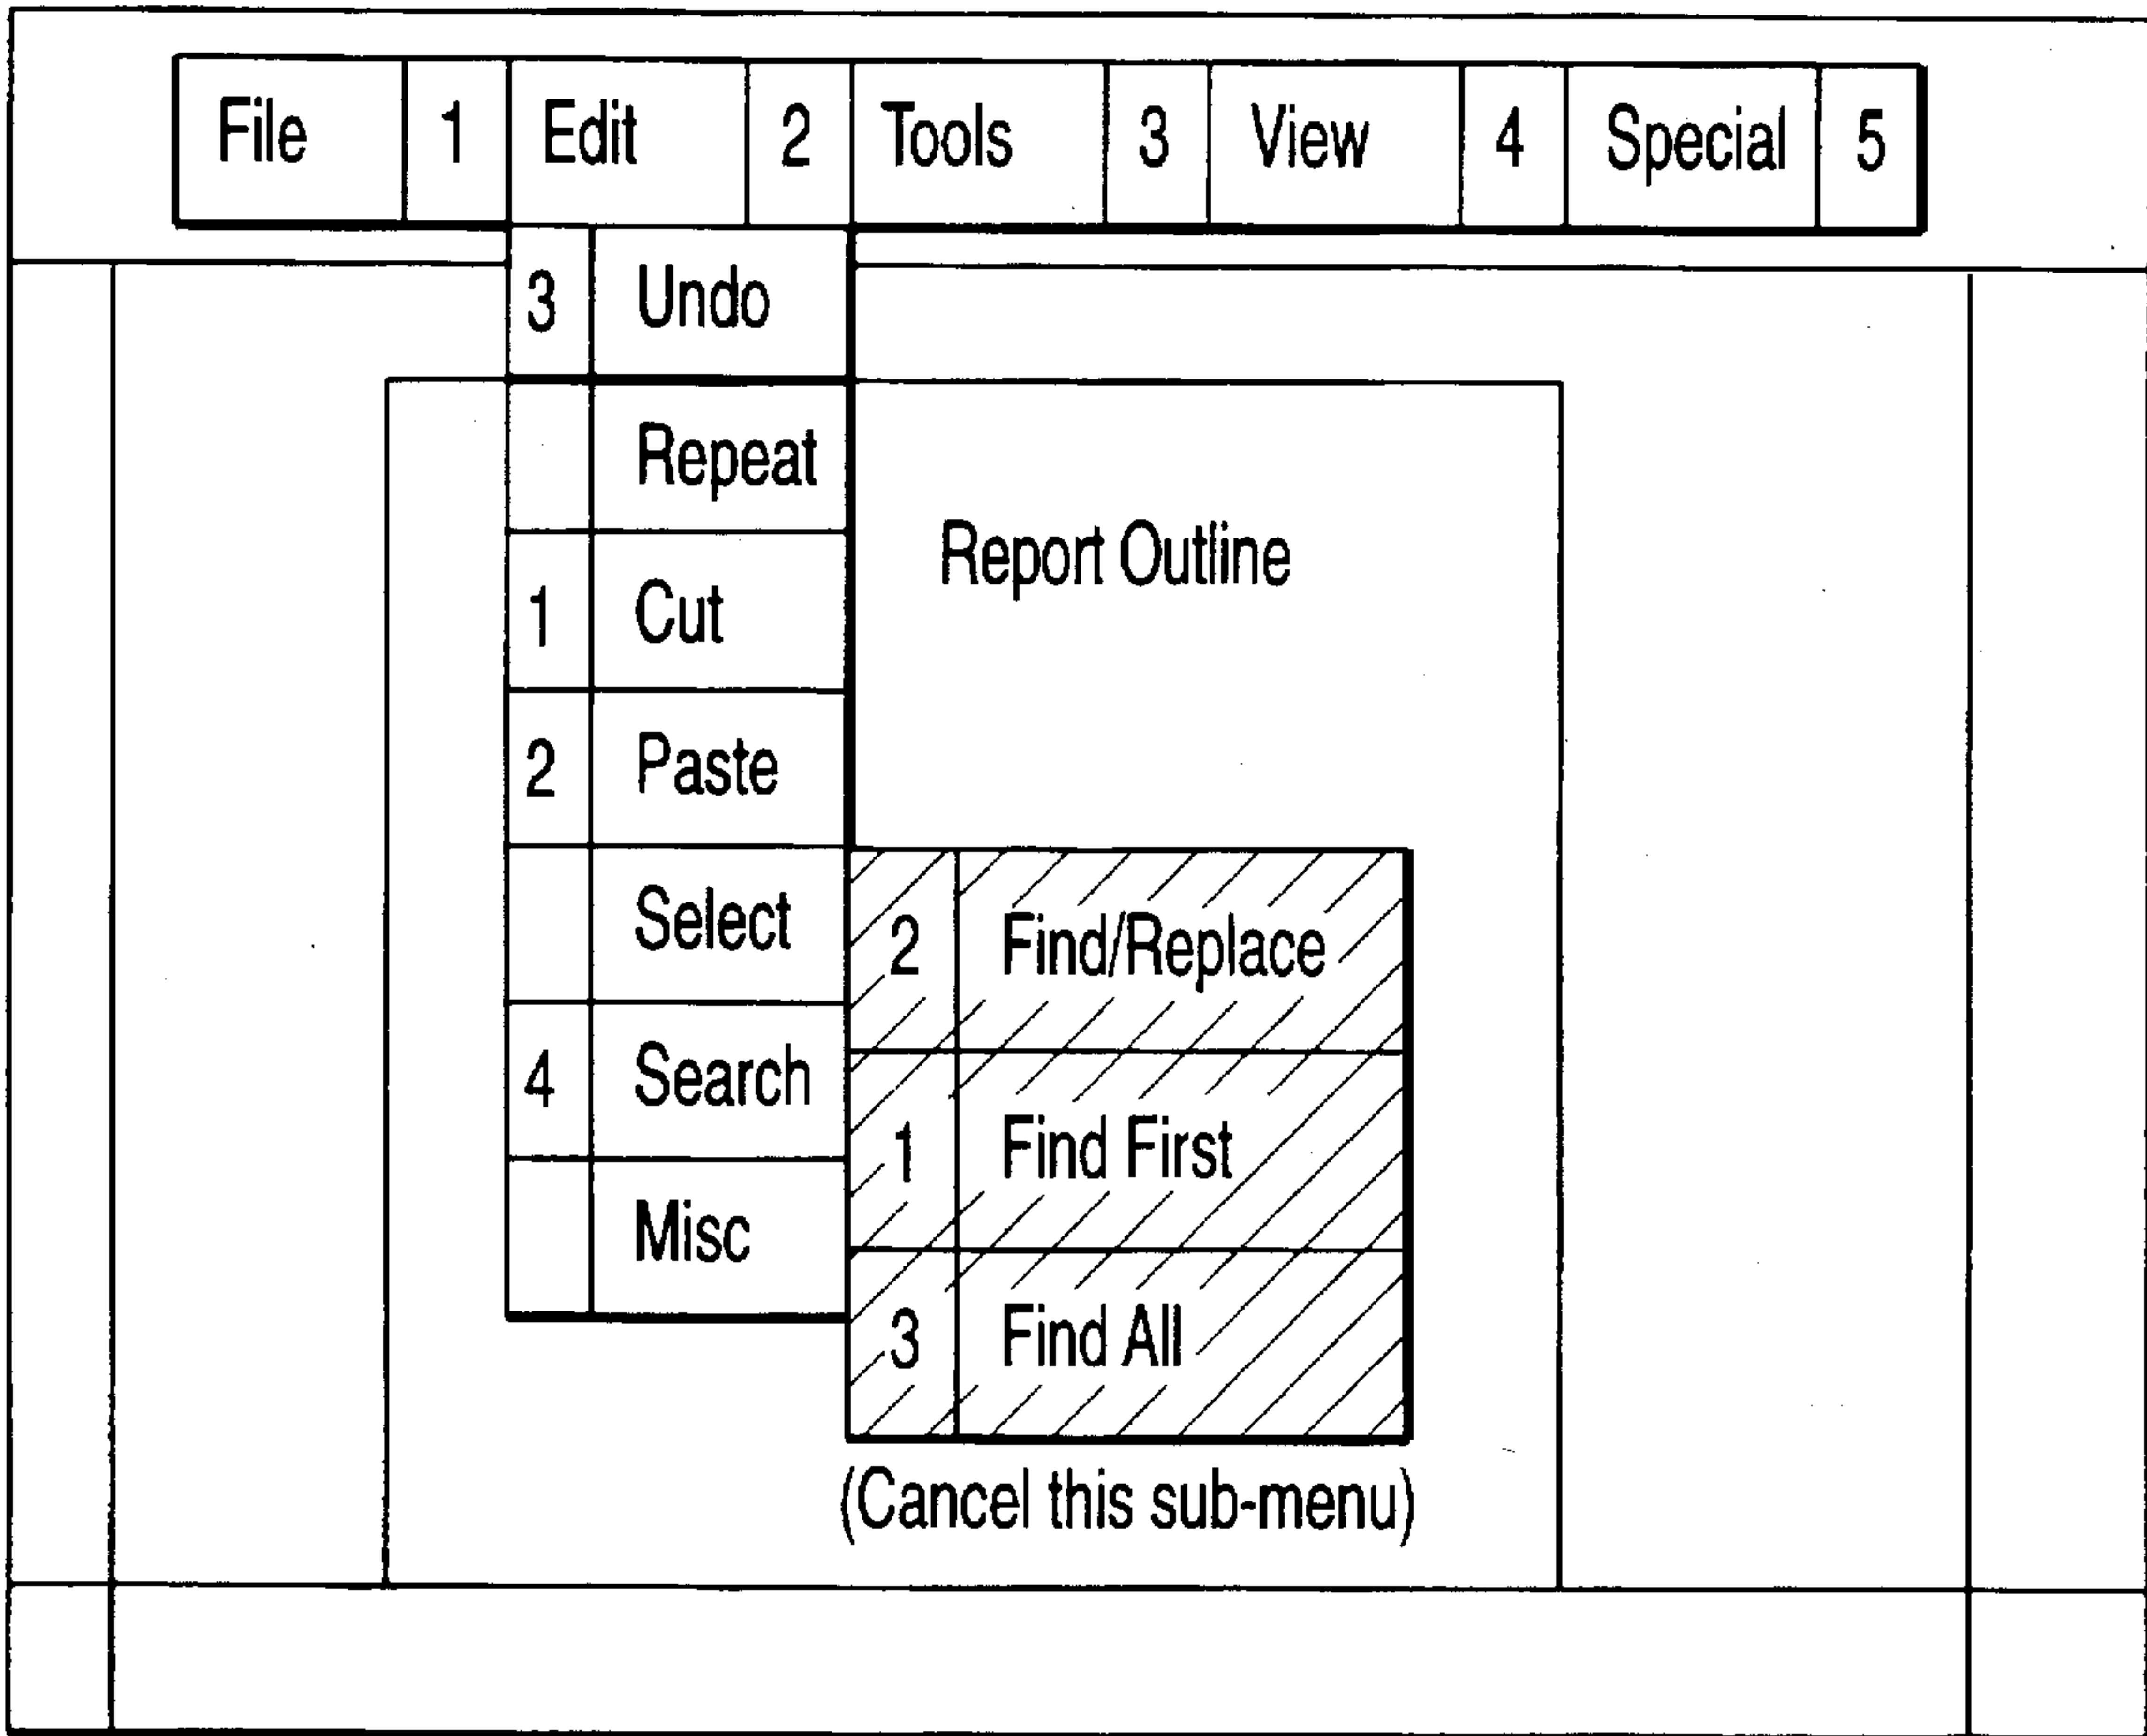 File 1 Edit 2 Tools 3 View 4 Special 5
3 Undo
Repeat
1 Cut
2 Paste
Select
4 Search
Misc
Report Outline
2 Find/Replace
1 Find First
3 Find All
(Cancel this sub-menu)